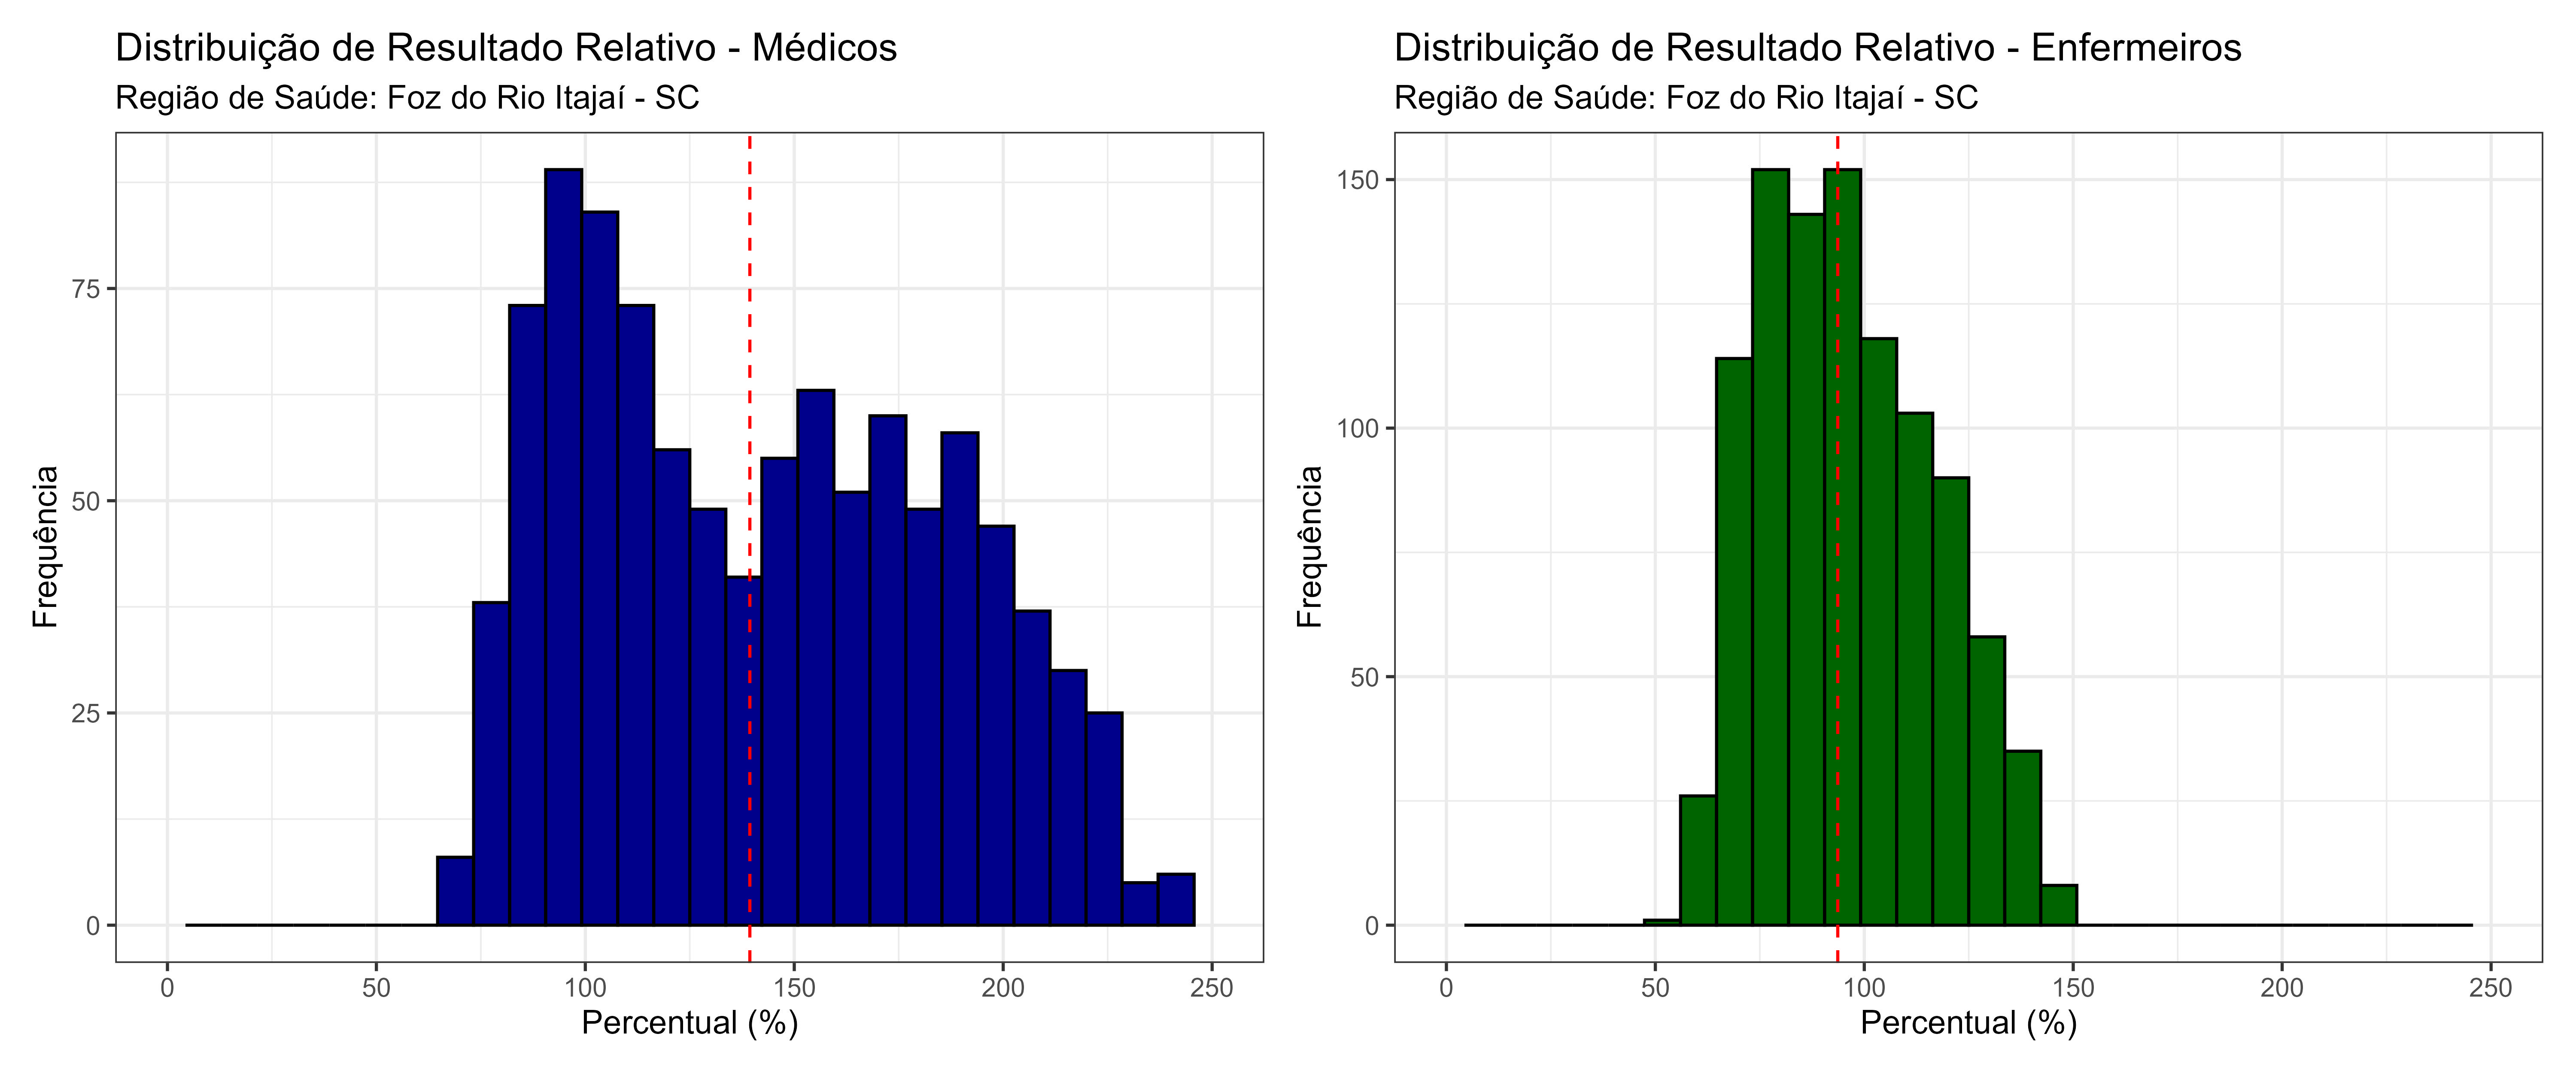 Distribuição de Resultado Relativo - Médicos
Região de Saúde: Foz do Rio Itajaí - SC
Frequência
75
50
25
0
0 50 100 150 200 250
Percentual (%)
Distribuição de Resultado Relativo - Enfermeiros
Região de Saúde: Foz do Rio Itajaí - SC
Frequência
150
100
50
0
0 50 100 150 200 250
Percentual (%)